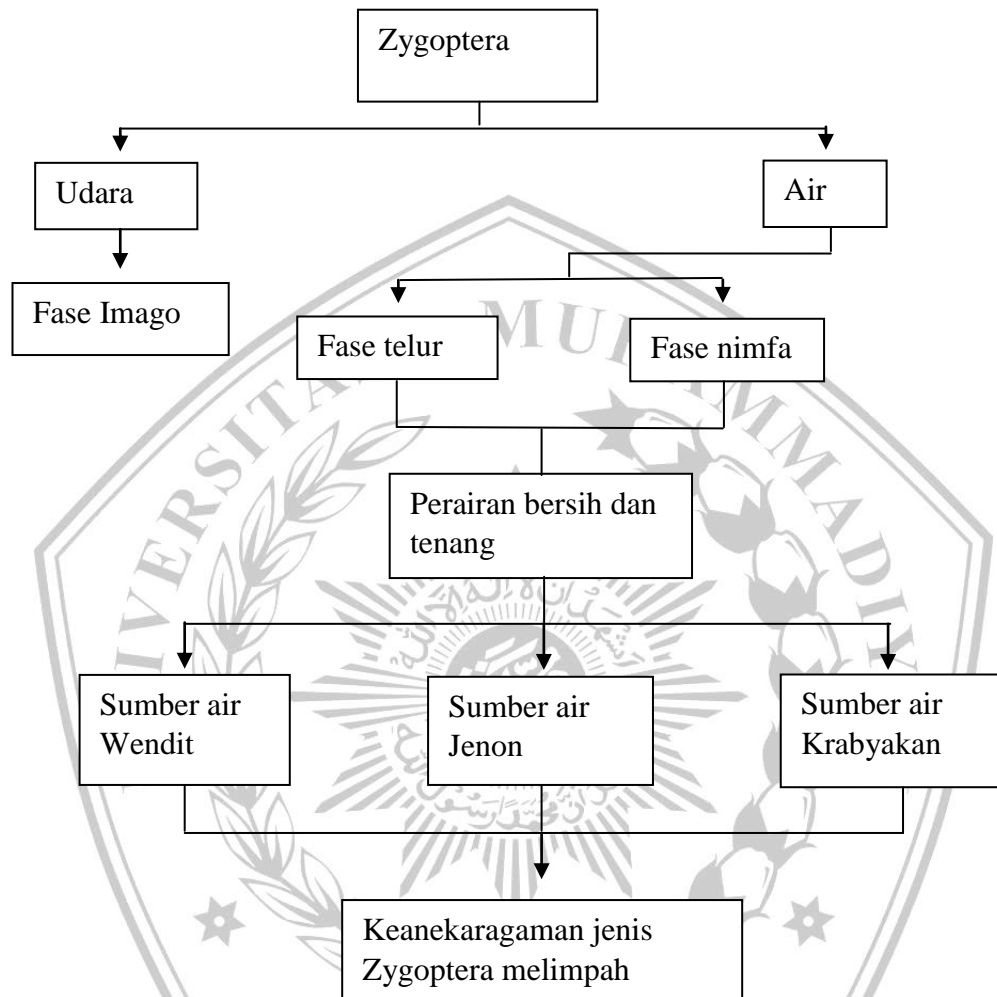 Zygoptera
Udara
Air
Fase Imago
Fase telur
Fase nimfa
Perairan bersih dan
tenang
Sumber air
Wendit
Sumber air
Jenon
Sumber air
Krabyakan
Keanekaragaman jenis
Zygoptera melimpah